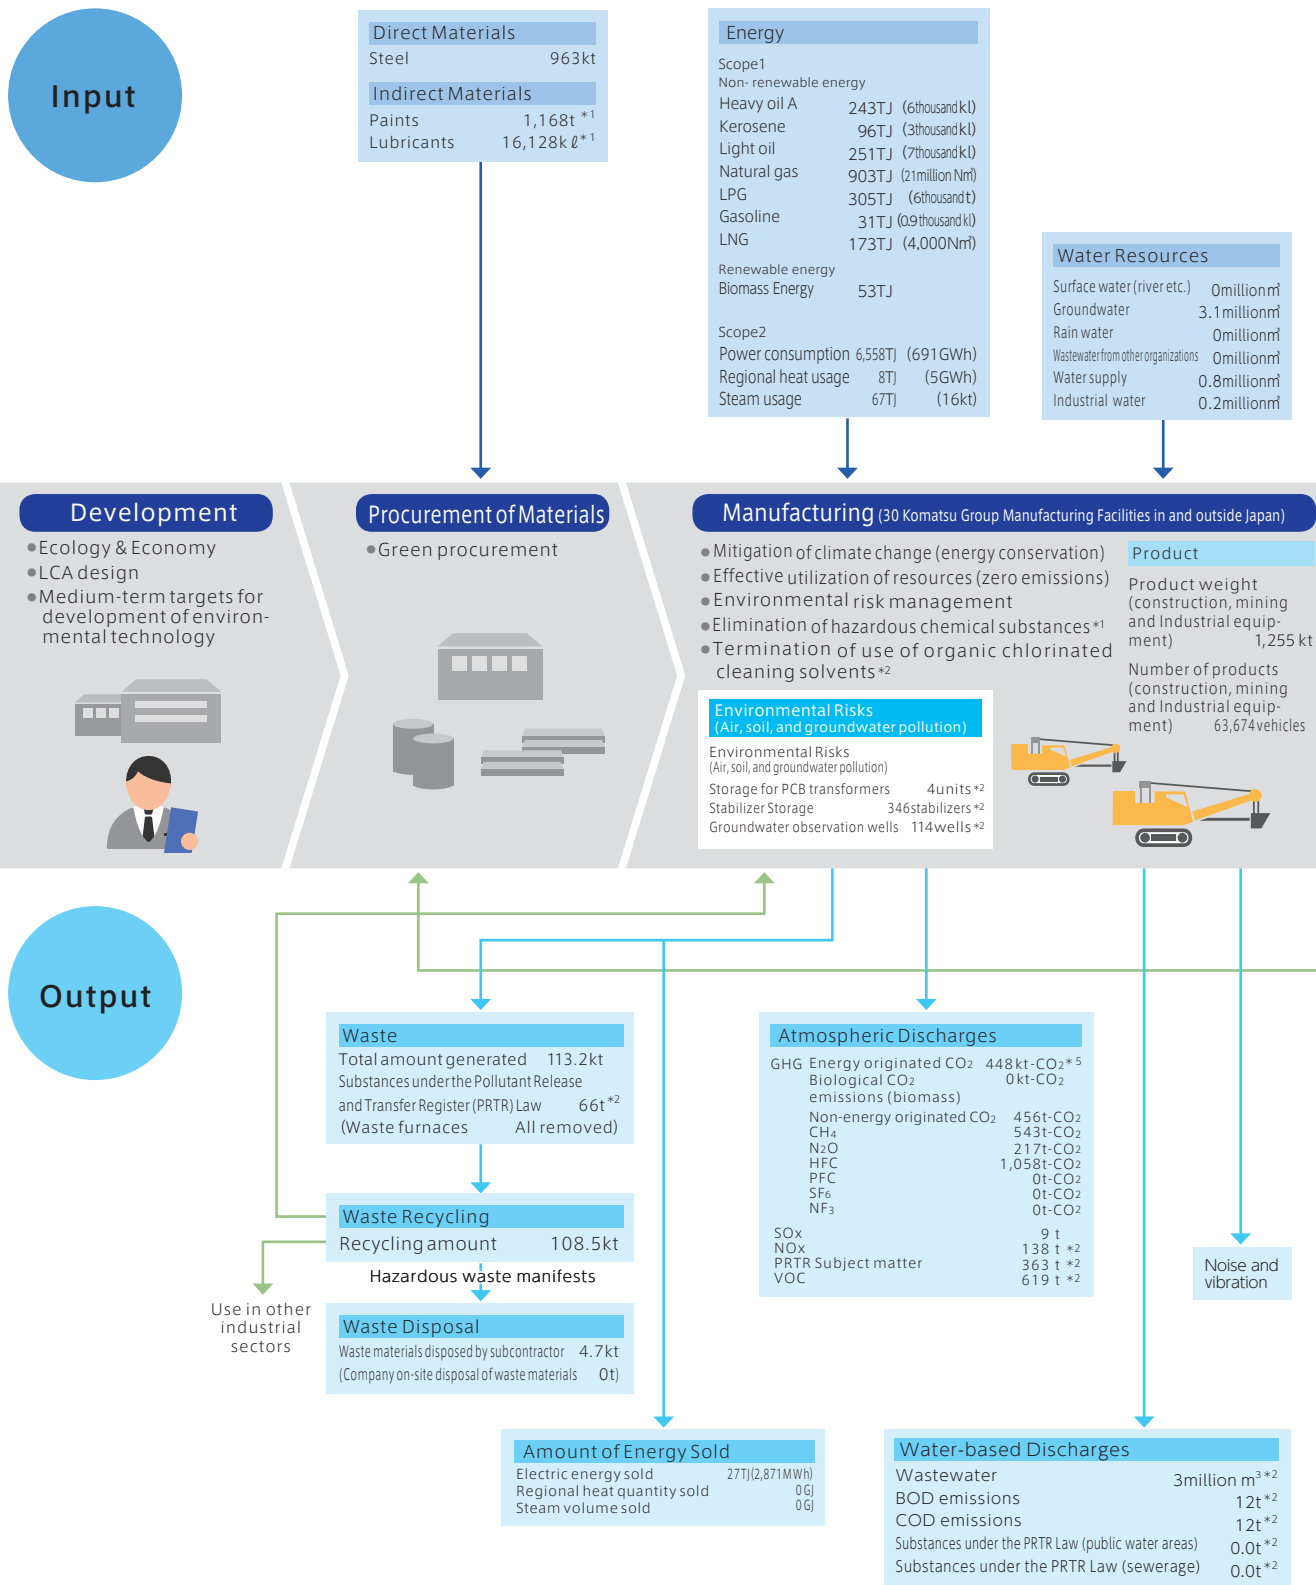 Input
Direct Materials
Steel 963kt
Indirect Materials
Paints 1,168t *1
Lubricants 16,128kℓ*1
Energy
Scope1
Non- renewable energy
Heavy oil A 243TJ (6thousand kl)
Kerosene 96TJ (3thousand kl)
Light oil 251TJ (7thousand kl)
Natural gas 903TJ (21million Nm³)
LPG 305TJ (6thousand t)
Gasoline 31TJ (0.9thousand kl)
LNG 173TJ (4,000Nm³)
Renewable energy
Biomass Energy 53TJ
Scope2
Power consumption 6,558TJ (691GWh)
Regional heat usage 8TJ (5GWh)
Steam usage 67TJ (16kt)
Water Resources
Surface water (river etc.) 0millionm³
Groundwater 3.1millionm³
Rain water 0millionm³
Wastewater from other organizations 0millionm³
Water supply 0.8millionm³
Industrial water 0.2millionm³
Development
●Ecology & Economy
●LCA design
●Medium-term targets for
development of environ-
mental technology
Procurement of Materials
●Green procurement
Manufacturing (30 Komatsu Group Manufacturing Facilities in and outside Japan)
●Mitigation of climate change (energy conservation)
●Effective utilization of resources (zero emissions)
●Environmental risk management
●Elimination of hazardous chemical substances*1
●Termination of use of organic chlorinated
cleaning solvents*2
Environmental Risks
(Air, soil, and groundwater pollution)
Environmental Risks
(Air, soil, and groundwater pollution)
Storage for PCB transformers 4units*2
Stabilizer Storage 346stabilizers*2
Groundwater observation wells 114wells*2
Product
Product weight
(construction, mining
and Industrial equip-
ment) 1,255 kt
Number of products
(construction, mining
and Industrial equip-
ment) 63,674 vehicles
Output
Waste
Total amount generated 113.2kt
Substances under the Pollutant Release
and Transfer Register (PRTR) Law 66t*2
(Waste furnaces All removed)
Waste Recycling
Recycling amount 108.5kt
Hazardous waste manifests
Use in other
industrial
sectors
Waste Disposal
Waste materials disposed by subcontractor 4.7kt
(Company on-site disposal of waste materials 0t)
Atmospheric Discharges
GHG Energy originated CO2 448kt-CO2*5
Biological CO2 0kt-CO2
emissions (biomass)
Non-energy originated CO2 456t-CO2
CH4 543t-CO2
N2O 217t-CO2
HFC 1,058t-CO2
PFC 0t-CO2
SF6 0t-CO2
NF3 0t-CO2
SOx 9 t
NOx 138 t *2
PRTR Subject matter 363 t *2
VOC 619 t *2
Noise and
vibration
Amount of Energy Sold
Electric energy sold 27TJ(2,871MWh)
Regional heat quantity sold 0GJ
Steam volume sold 0GJ
Water-based Discharges
Wastewater 3million m3*2
BOD emissions 12t*2
COD emissions 12t*2
Substances under the PRTR Law (public water areas) 0.0t*2
Substances under the PRTR Law (sewerage) 0.0t*2